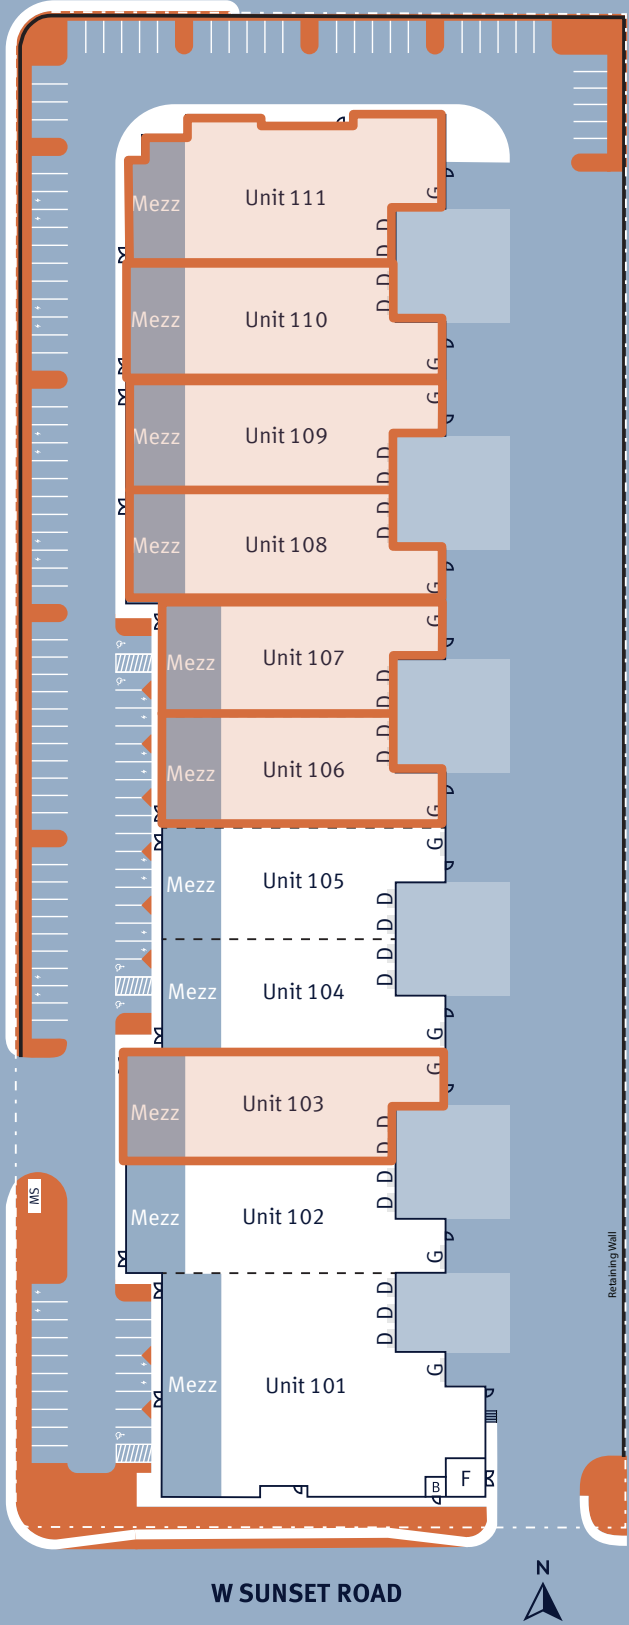 Mezz
Unit 111
G
D
D
Mezz
Unit 110
D
D
G
Mezz
Unit 109
G
D
D
Mezz
Unit 108
D
D
G
Mezz
Unit 107
G
D
D
Mezz
Unit 106
D
D
G
Mezz
Unit 105
G
D
D
Mezz
Unit 104
D
D
G
Mezz
Unit 103
G
D
D
MS
Mezz
Unit 102
D
D
G
Retaining Wall
Mezz
Unit 101
D
D
D
G
B
F
W SUNSET ROAD
N